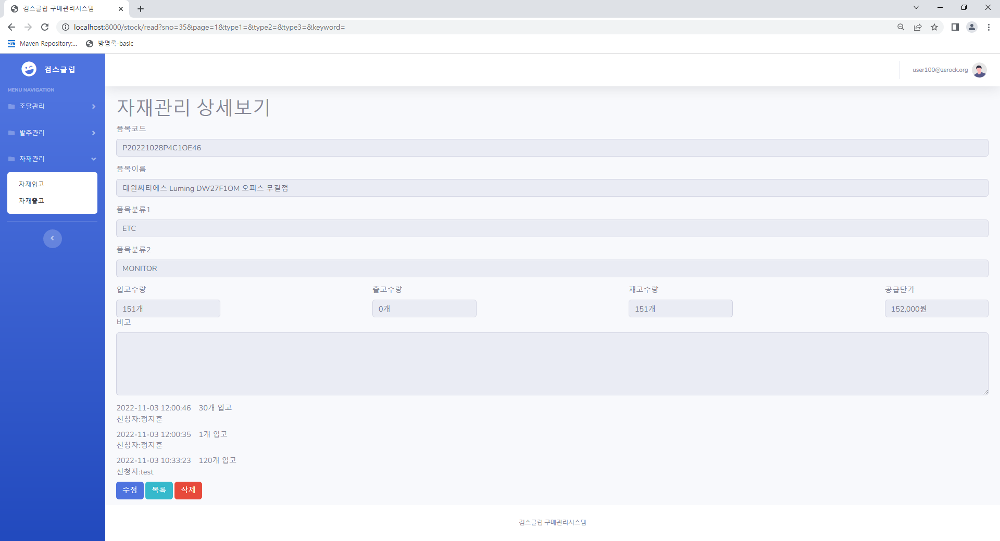 컴스클럽 구매관리시스템
localhost:8000/stock/read?sno=35&page=1&type1=&type2=&type3=&keyword=
Maven Repository:...
방명록-basic
컴스클럽
user100@zerock.org
MENU NAVIGATION
조달관리
발주관리
자재관리
자재입고
자재출고
자재관리 상세보기
품목코드
P20221028P4C1OE46
품목이름
대원씨티에스 Luming DW27F1OM 오피스 무결점
품목분류1
ETC
품목분류2
MONITOR
입고수량 출고수량 재고수량 공급단가
151개 0개 151개 152,000원
비고
2022-11-03 12:00:46 30개 입고
신청자:정지훈
2022-11-03 12:00:35 1개 입고
신청자:정지훈
2022-11-03 10:33:23 120개 입고
신청자:test
수정 목록 삭제
컴스클럽 구매관리시스템